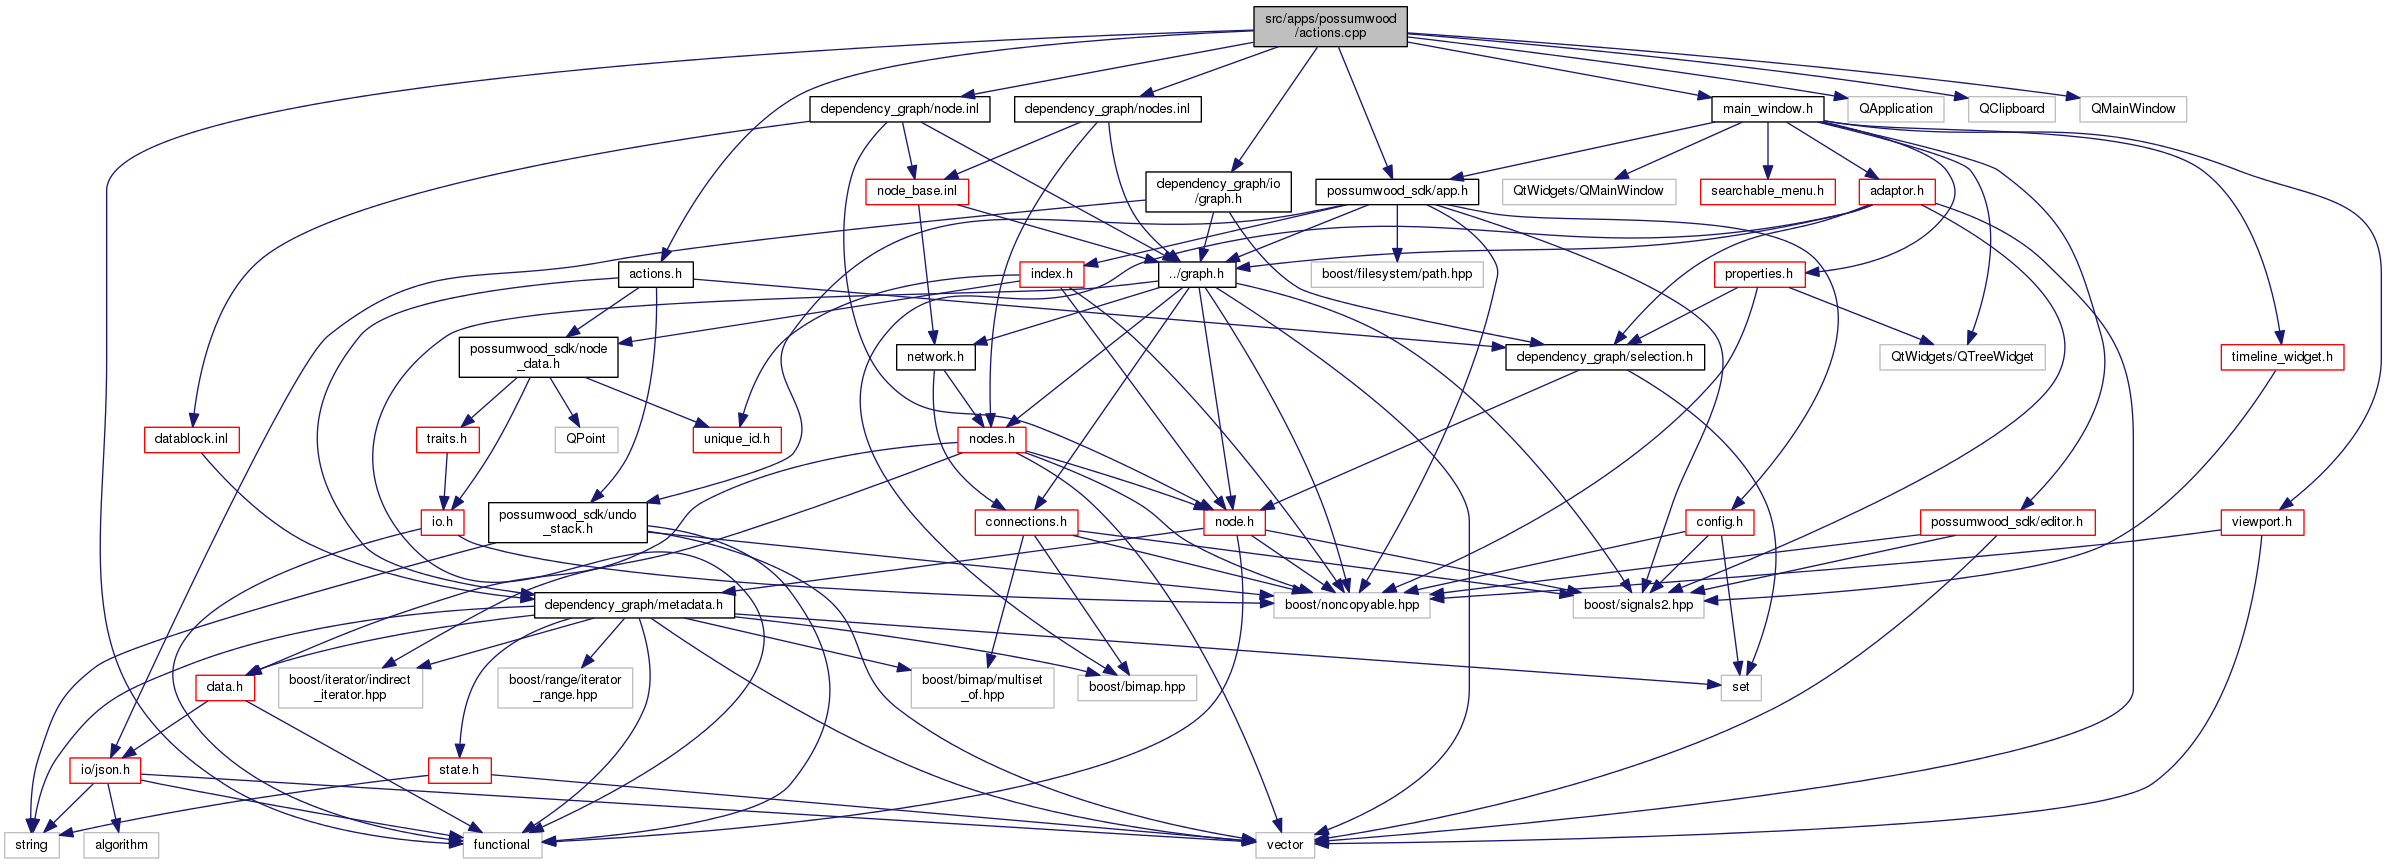 src/apps/possumwood
/actions.cpp
dependency_graph/node.inl
dependency_graph/nodes.inl
main_window.h
QApplication
QClipboard
QMainWindow
node_base.inl
dependency_graph/io
/graph.h
possumwood_sdk/app.h
QtWidgets/QMainWindow
searchable_menu.h
adaptor.h
actions.h
index.h
../graph.h
boost/filesystem/path.hpp
properties.h
possumwood_sdk/node
_data.h
network.h
dependency_graph/selection.h
QtWidgets/QTreeWidget
timeline_widget.h
datablock.inl
traits.h
QPoint
unique_id.h
nodes.h
io.h
possumwood_sdk/undo
_stack.h
connections.h
node.h
config.h
possumwood_sdk/editor.h
viewport.h
dependency_graph/metadata.h
boost/noncopyable.hpp
boost/signals2.hpp
data.h
boost/iterator/indirect
_iterator.hpp
boost/range/iterator
_range.hpp
boost/bimap/multiset
_of.hpp
boost/bimap.hpp
set
io/json.h
state.h
string
algorithm
functional
vector